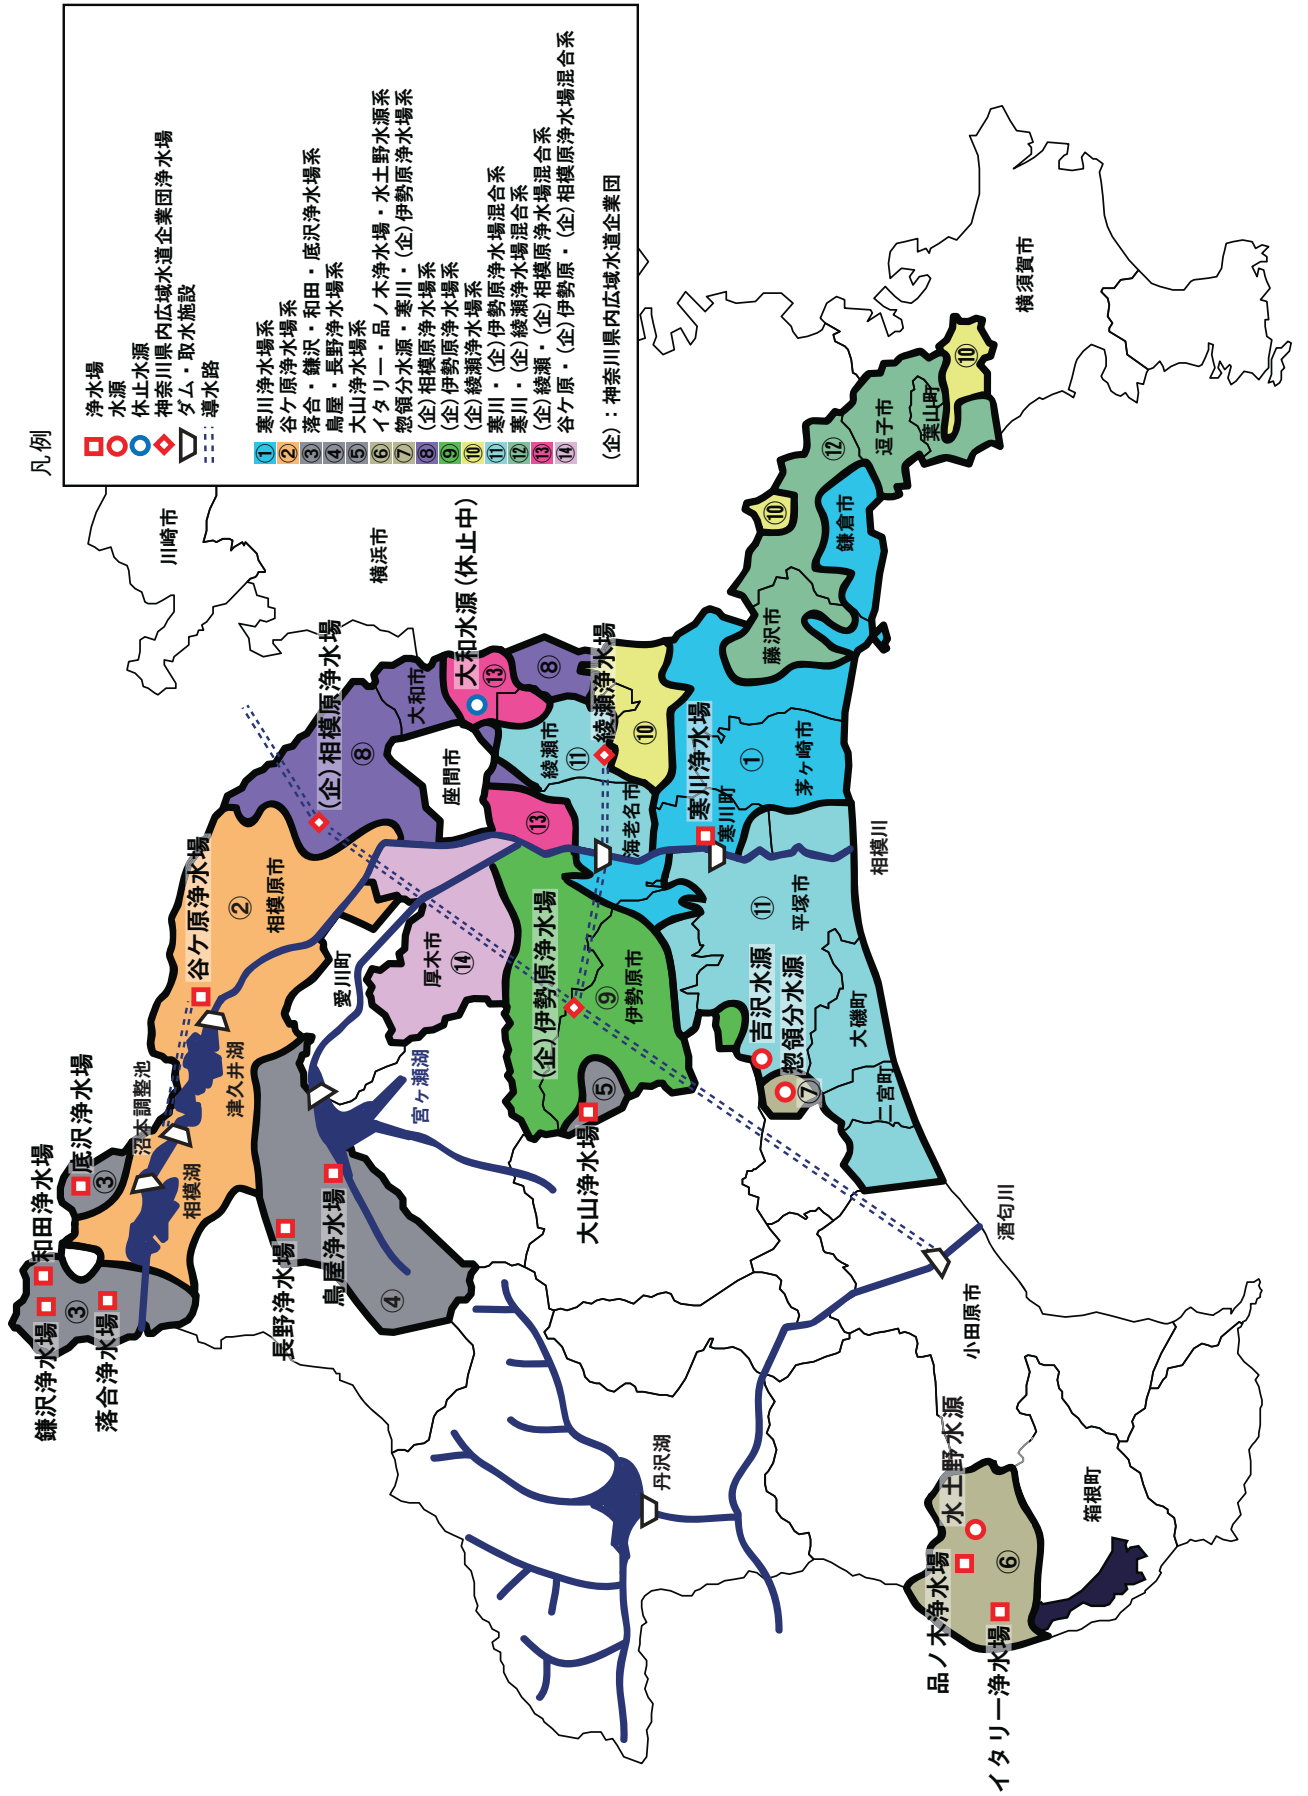 凡例
浄水場
水源
休止水源
神奈川県内広域水道企業団浄水場
ダム・取水施設
導水路
① 寒川浄水場系
② 谷ケ原浄水場系
③ 落合・鎌沢・和田・底沢浄水場系
④ 鳥屋・長野浄水場系
⑤ 大山浄水場系
⑥ イタリー・品ノ木浄水場・水土野水源系
⑦ 惣領分水源・寒川・(企)伊勢原浄水場系
⑧ (企)相模原浄水場系
⑨ (企)伊勢原浄水場系
⑩ (企)綾瀬浄水場系
⑪ 寒川・(企)伊勢原浄水場混合系
⑫ 寒川・(企)綾瀬浄水場混合系
⑬ (企)綾瀬・(企)相模原浄水場混合系
⑭ 谷ケ原・(企)伊勢原・(企)相模原浄水場混合系
(企):神奈川県内広域水道企業団
鎌沢浄水場
和田浄水場
落合浄水場
③
底沢浄水場
③
沼本調整池
相模湖
津久井湖
谷ケ原浄水場
②
相模原市
長野浄水場
鳥屋浄水場
④
愛川町
宮ヶ瀬湖
(企)相模原浄水場
⑧
大和市
川崎市
横浜市
大和水源(休止中)
⑬
⑧
座間市
厚木市
⑭
⑬
綾瀬市
⑪
綾瀬浄水場
⑩
海老名市
(企)伊勢原浄水場
⑨
伊勢原市
⑤
大山浄水場
寒川浄水場
寒川町
①
茅ヶ崎市
藤沢市
鎌倉市
⑩
⑫
逗子市
葉山町
⑩
横須賀市
相模川
⑪
平塚市
吉沢水源
惣領分水源
⑦
大磯町
二宮町
酒匂川
小田原市
丹沢湖
水土野水源
品ノ木浄水場
⑥
イタリー浄水場
箱根町